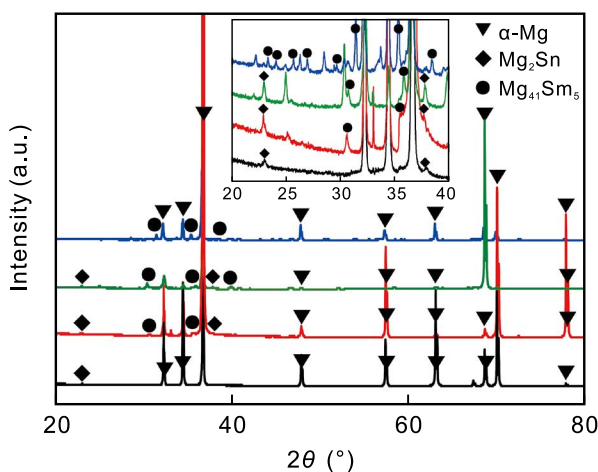 ▼ α-Mg
◆ Mg₂Sn
● Mg₄₁Sm₅
20 25 30 35 40
Intensity (a.u.)
20 40 60 80
2θ (°)